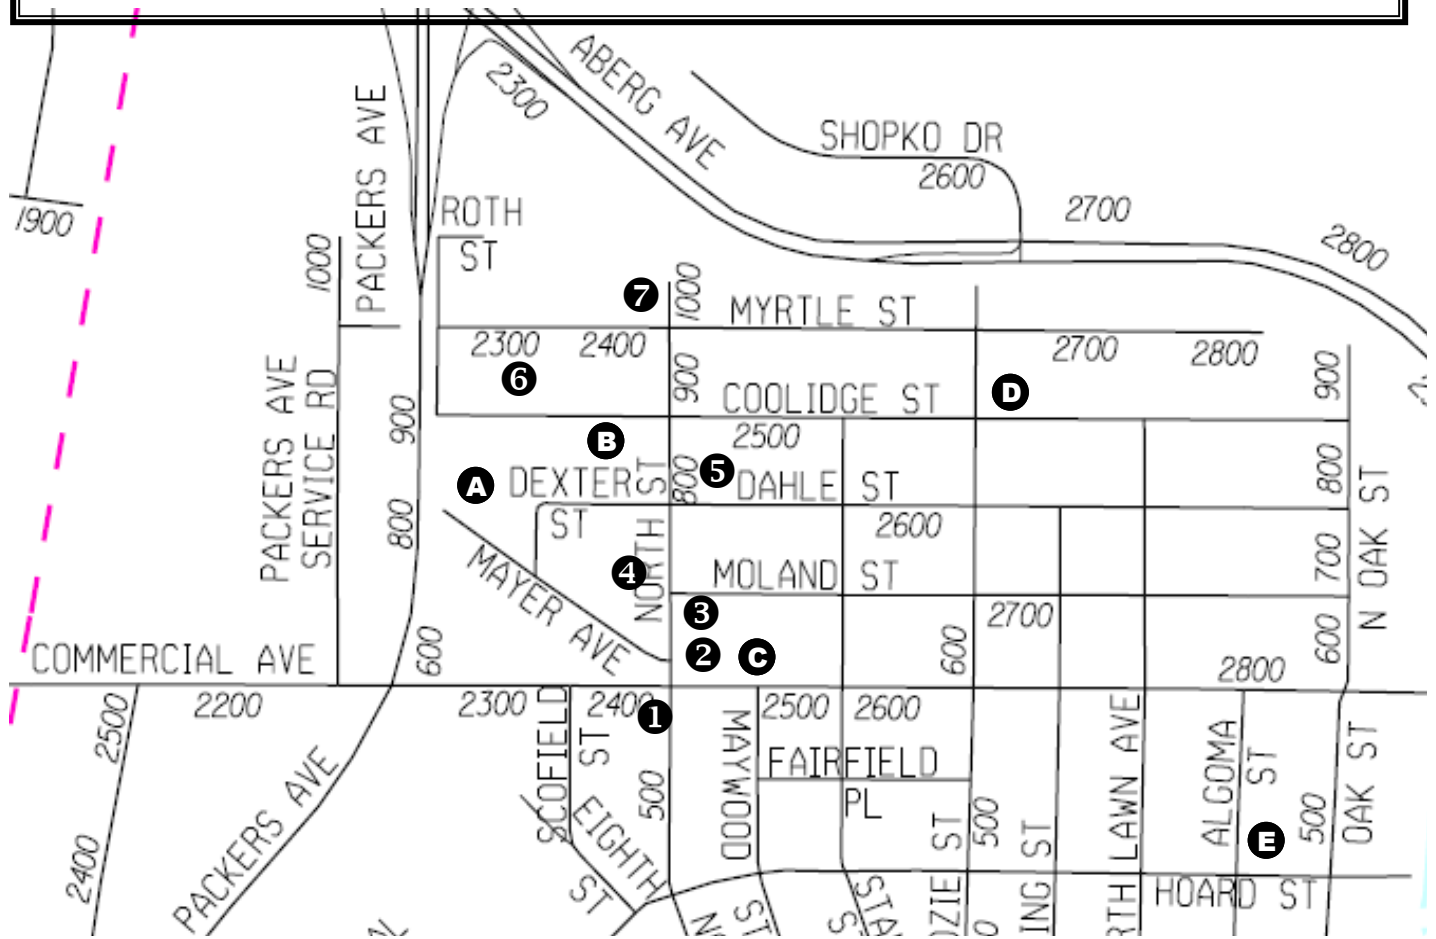 2300
ABERG AVE
SHOPKO DR
2600
2700
2800
1900
PACKERS AVE
1000
ROTH
ST
7
1000
MYRTLE ST
2300
2400
2700
2800
6
900
COOLIDGE ST
D
900
PACKERS AVE
SERVICE RD
900
B
2500
A
DEXTER
ST
NORTH ST
800
5
DAHLE ST
800
N OAK ST
800
2600
4
MOLAND ST
700
MAYER AVE
3
2700
2
C
600
600
600
COMMERCIAL AVE
2800
2500
2200
2300
2400
1
2500
2600
SCOFIELD
ST
MAYWOOD
FAIRFIELD
PL
500
EIGHTH
ST
ST
500
LAWN AVE
ALGOMA
ST
E
500
OAK ST
2400
PACKERS AVE
HOARD ST
ST
ST